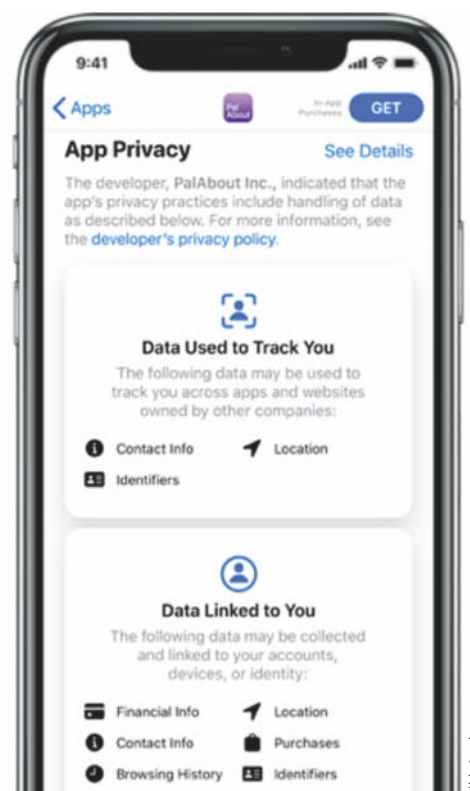 9:41
Apps
Pal
About
In-App
Purchases
GET
App Privacy
See Details
The developer, PalAbout Inc., indicated that the
app's privacy practices include handling of data
as described below. For more information, see
the developer's privacy policy.
Data Used to Track You
The following data may be used to
track you across apps and websites
owned by other companies:
Contact Info
Location
Identifiers
Data Linked to You
The following data may be collected
and linked to your accounts,
devices, or identity:
Financial Info
Location
Contact Info
Purchases
Browsing History
Identifiers